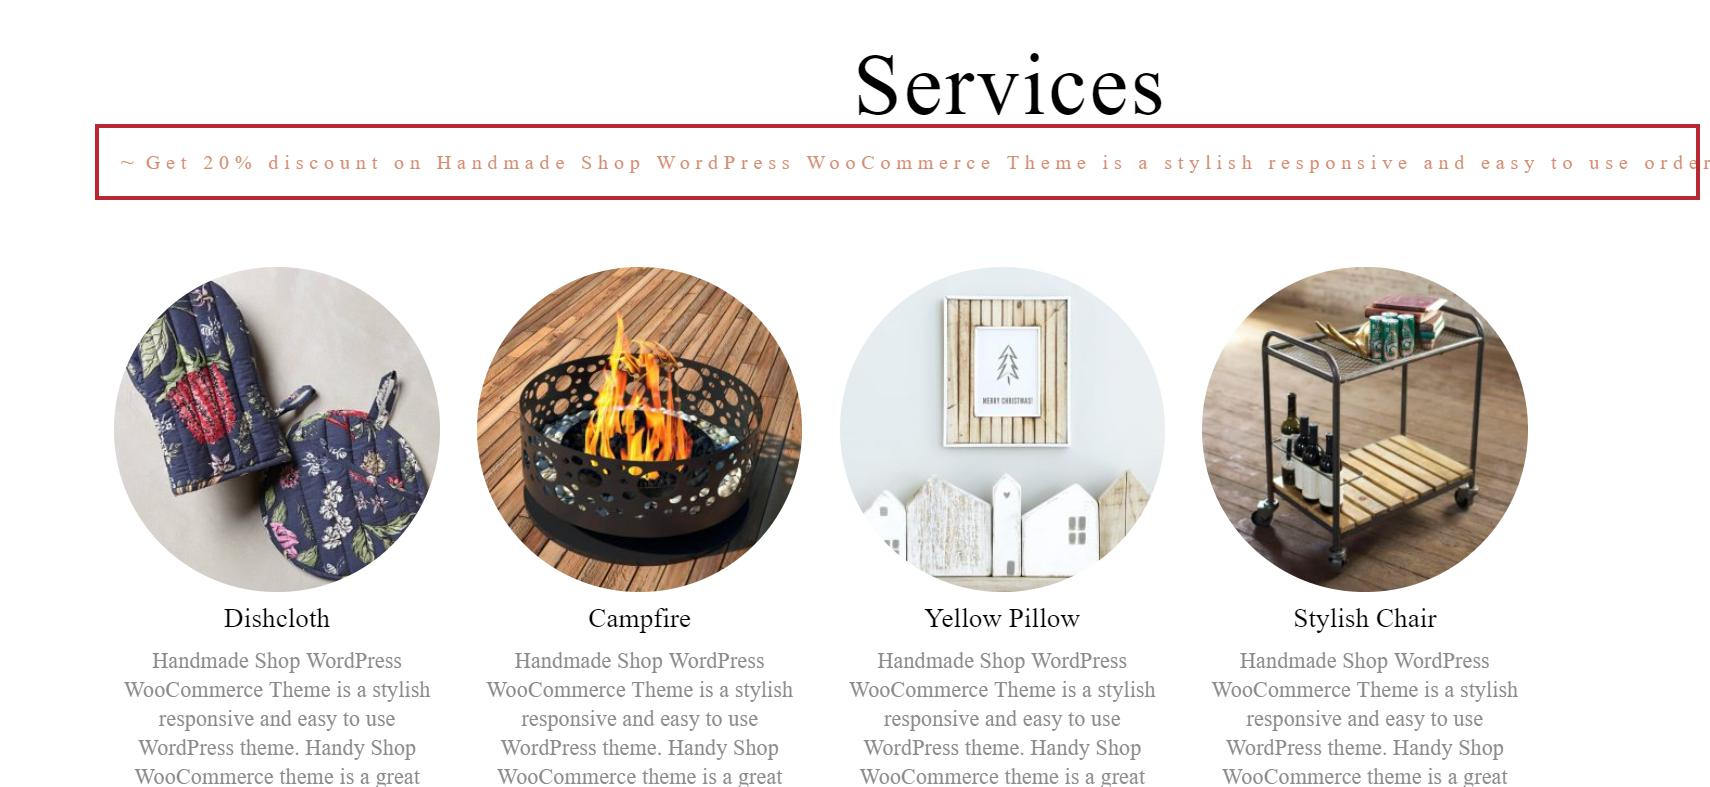 Services
~ Get 20% discount on Handmade Shop WordPress WooCommerce Theme is a stylish responsive and easy to use order
MERRY CHRISTMAS!
Dishcloth
Handmade Shop WordPress
WooCommerce Theme is a stylish
responsive and easy to use
WordPress theme. Handy Shop
WooCommerce theme is a great
Campfire
Handmade Shop WordPress
WooCommerce Theme is a stylish
responsive and easy to use
WordPress theme. Handy Shop
WooCommerce theme is a great
Yellow Pillow
Handmade Shop WordPress
WooCommerce Theme is a stylish
responsive and easy to use
WordPress theme. Handy Shop
WooCommerce theme is a great
Stylish Chair
Handmade Shop WordPress
WooCommerce Theme is a stylish
responsive and easy to use
WordPress theme. Handy Shop
WooCommerce theme is a great